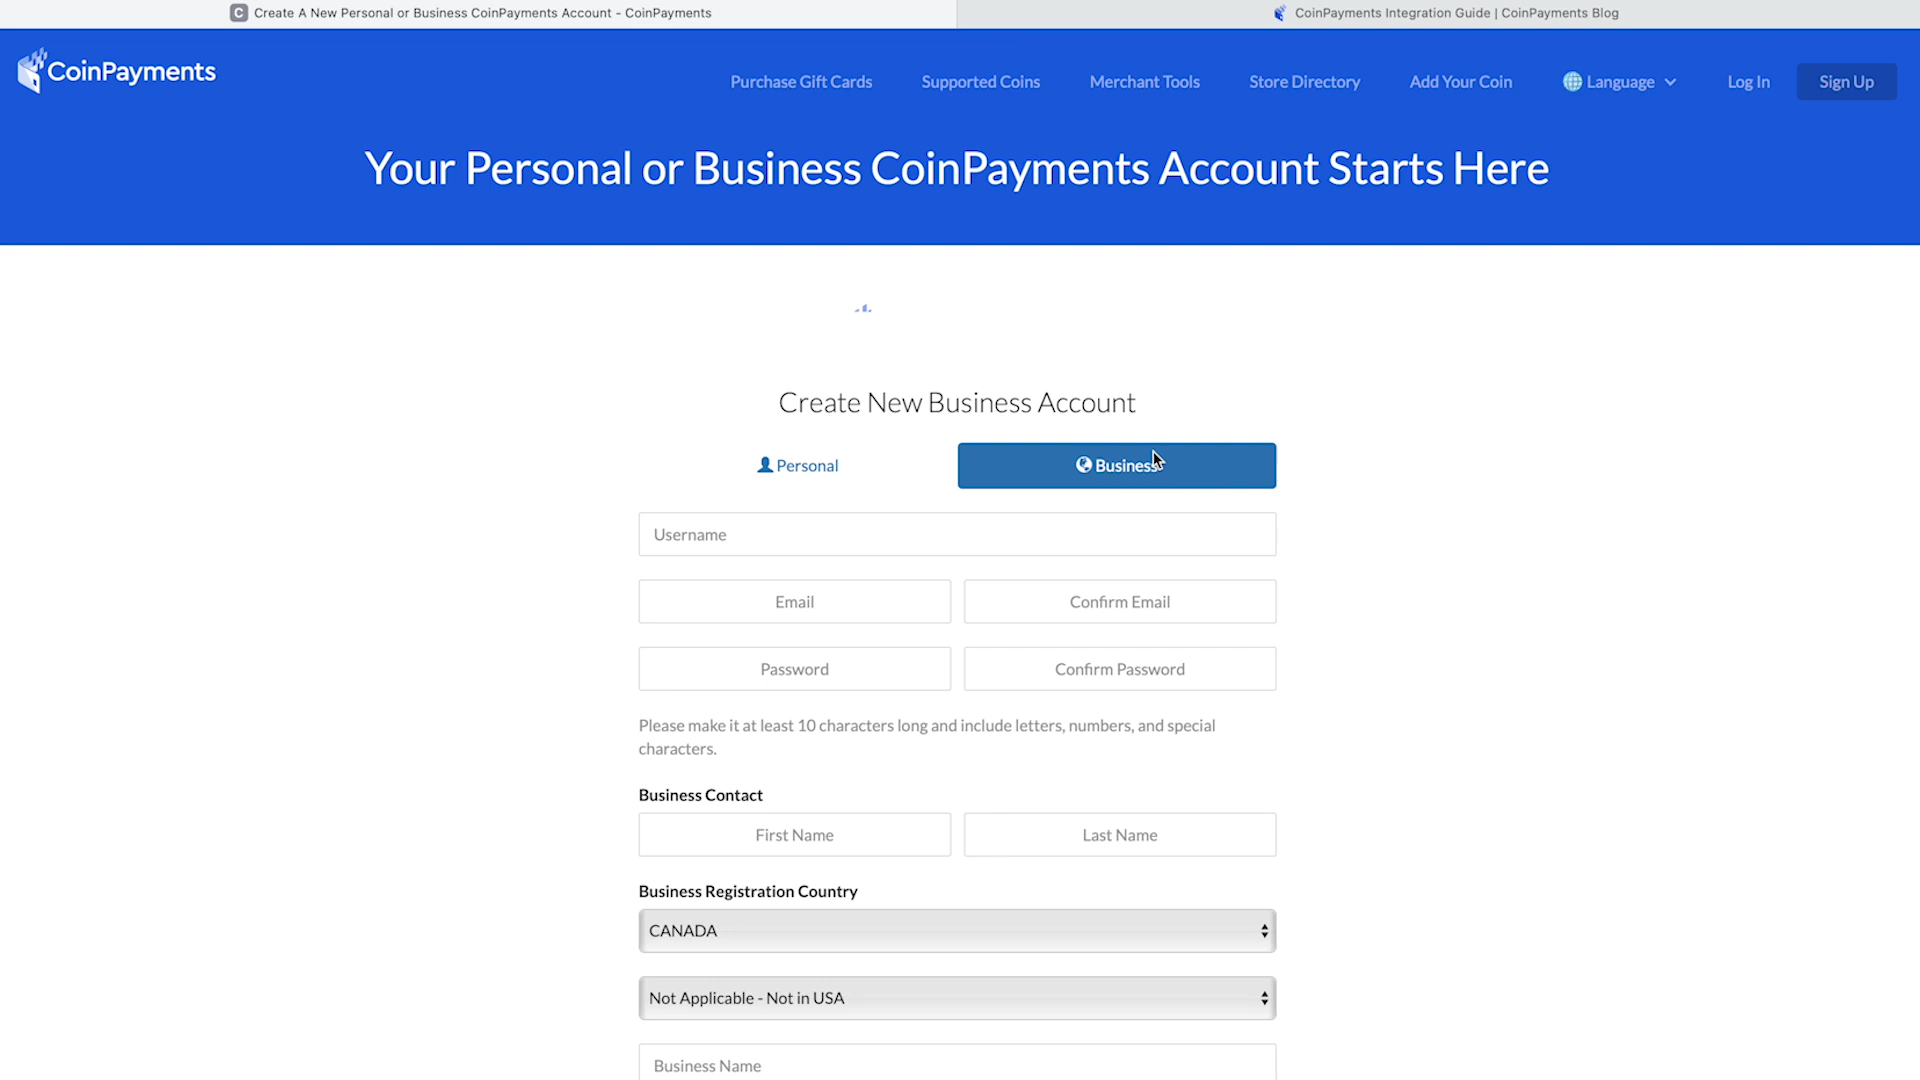 C Create A New Personal or Business CoinPayments Account - CoinPayments
CoinPayments Integration Guide | CoinPayments Blog
CoinPayments
Purchase Gift Cards
Supported Coins
Merchant Tools
Store Directory
Add Your Coin
Language
Log In
Sign Up
Your Personal or Business CoinPayments Account Starts Here
Create New Business Account
Personal
Business
Username
Email
Confirm Email
Password
Confirm Password
Please make it at least 10 characters long and include letters, numbers, and special
characters.
Business Contact
First Name
Last Name
Business Registration Country
CANADA
Not Applicable - Not in USA
Business Name